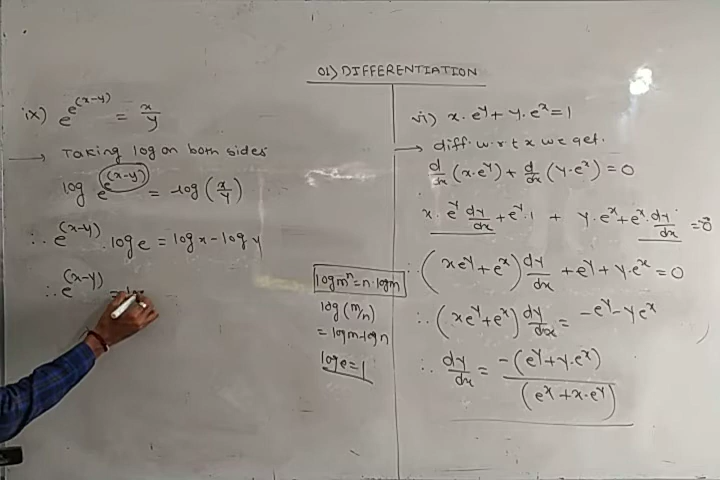 01) DIFFERENTIATION
ix) e^{e^{(x-y)}} = x/y
→ Taking log on both sides
log e^{e^{(x-y)}} = log (x/y)
∴ e^{(x-y)} . log e = log x - log y
∴ e^{(x-y)} =
log m^n = n. log m
log (m/n)
= log m - log n
log e = 1
vii) x. e^y + y. e^x = 1
→ diff. w.r.t x we get.
d/dx (x.e^y) + d/dx (y.e^x) = 0
x. e^y dy/dx + e^y. 1 + y. e^x + e^x. dy/dx = 0
∴ (xe^y + e^x) dy/dx + e^y + y. e^x = 0
∴ (xe^y + e^x) dy/dx = -e^y - ye^x
∴ dy/dx = -(e^y + y.e^x) / (e^x + x.e^y)